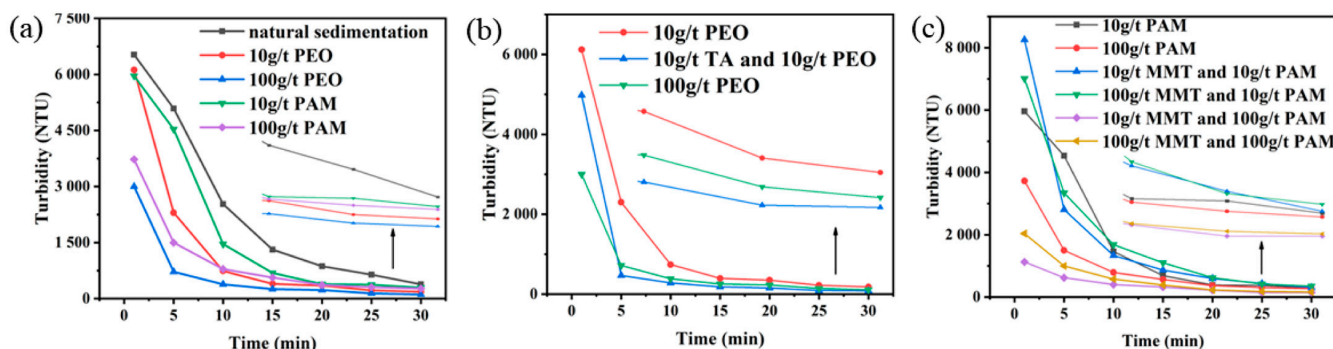 (a)
7 500
6 000
4 500
3 000
1 500
0
Turbidity (NTU)
natural sedimentation
10g/t PEO
100g/t PEO
10g/t PAM
100g/t PAM
0 5 10 15 20 25 30
Time (min)
(b)
6 000
4 000
2 000
0
Turbidity (NTU)
10g/t PEO
10g/t TA and 10g/t PEO
100g/t PEO
0 5 10 15 20 25 30
Time (min)
(c)
8 000
6 000
4 000
2 000
0
Turbidity (NTU)
10g/t PAM
100g/t PAM
10g/t MMT and 10g/t PAM
100g/t MMT and 10g/t PAM
10g/t MMT and 100g/t PAM
100g/t MMT and 100g/t PAM
0 5 10 15 20 25 30
Time (min)